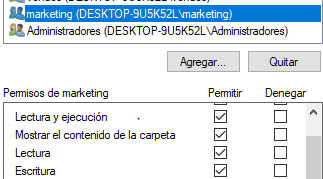 marketing (DESKTOP-9U5K52L\marketing)
Administradores (DESKTOP-9U5K52L\Administradores)
Agregar... Quitar
Permisos de marketing Permitir Denegar
Lectura y ejecución
Mostrar el contenido de la carpeta
Lectura
Escritura